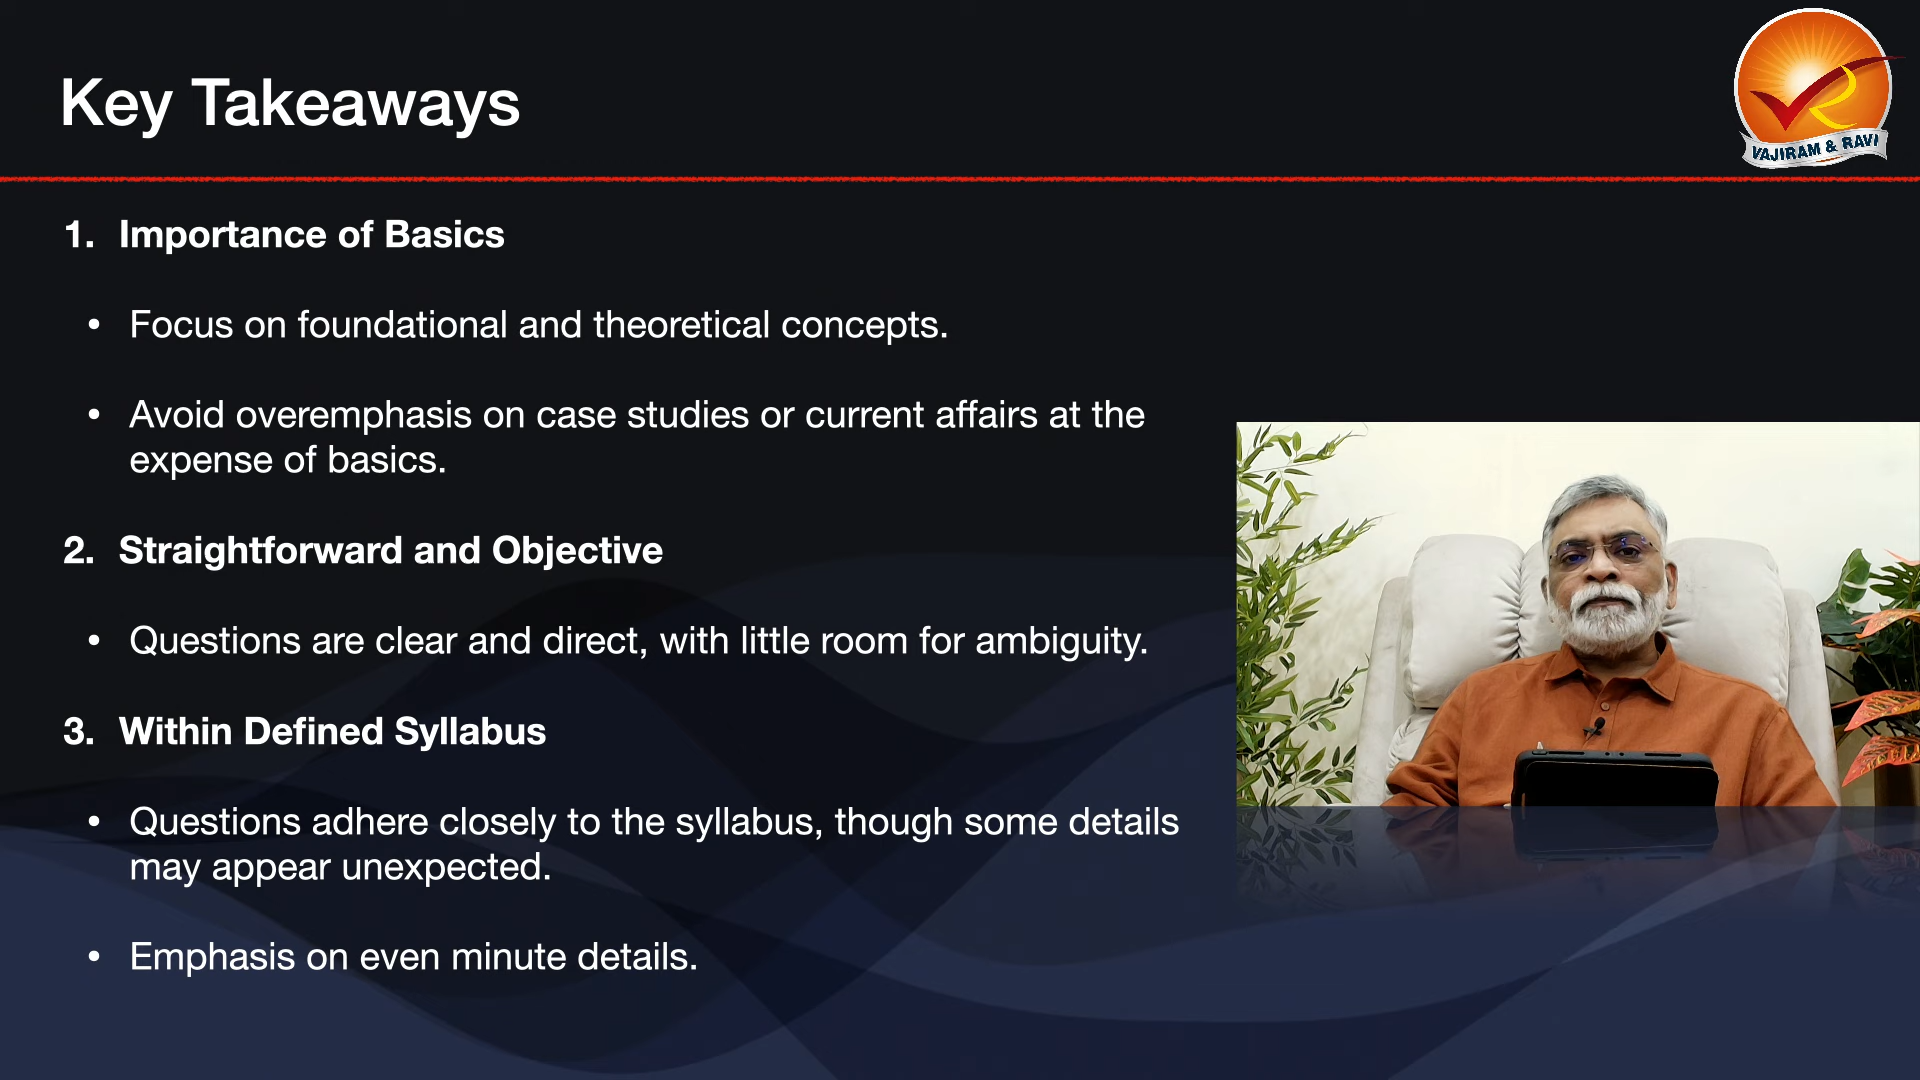 Key Takeaways
VAJIRAM & RAVI
1. Importance of Basics
• Focus on foundational and theoretical concepts.
• Avoid overemphasis on case studies or current affairs at the
expense of basics.
2. Straightforward and Objective
• Questions are clear and direct, with little room for ambiguity.
3. Within Defined Syllabus
• Questions adhere closely to the syllabus, though some details
may appear unexpected.
• Emphasis on even minute details.